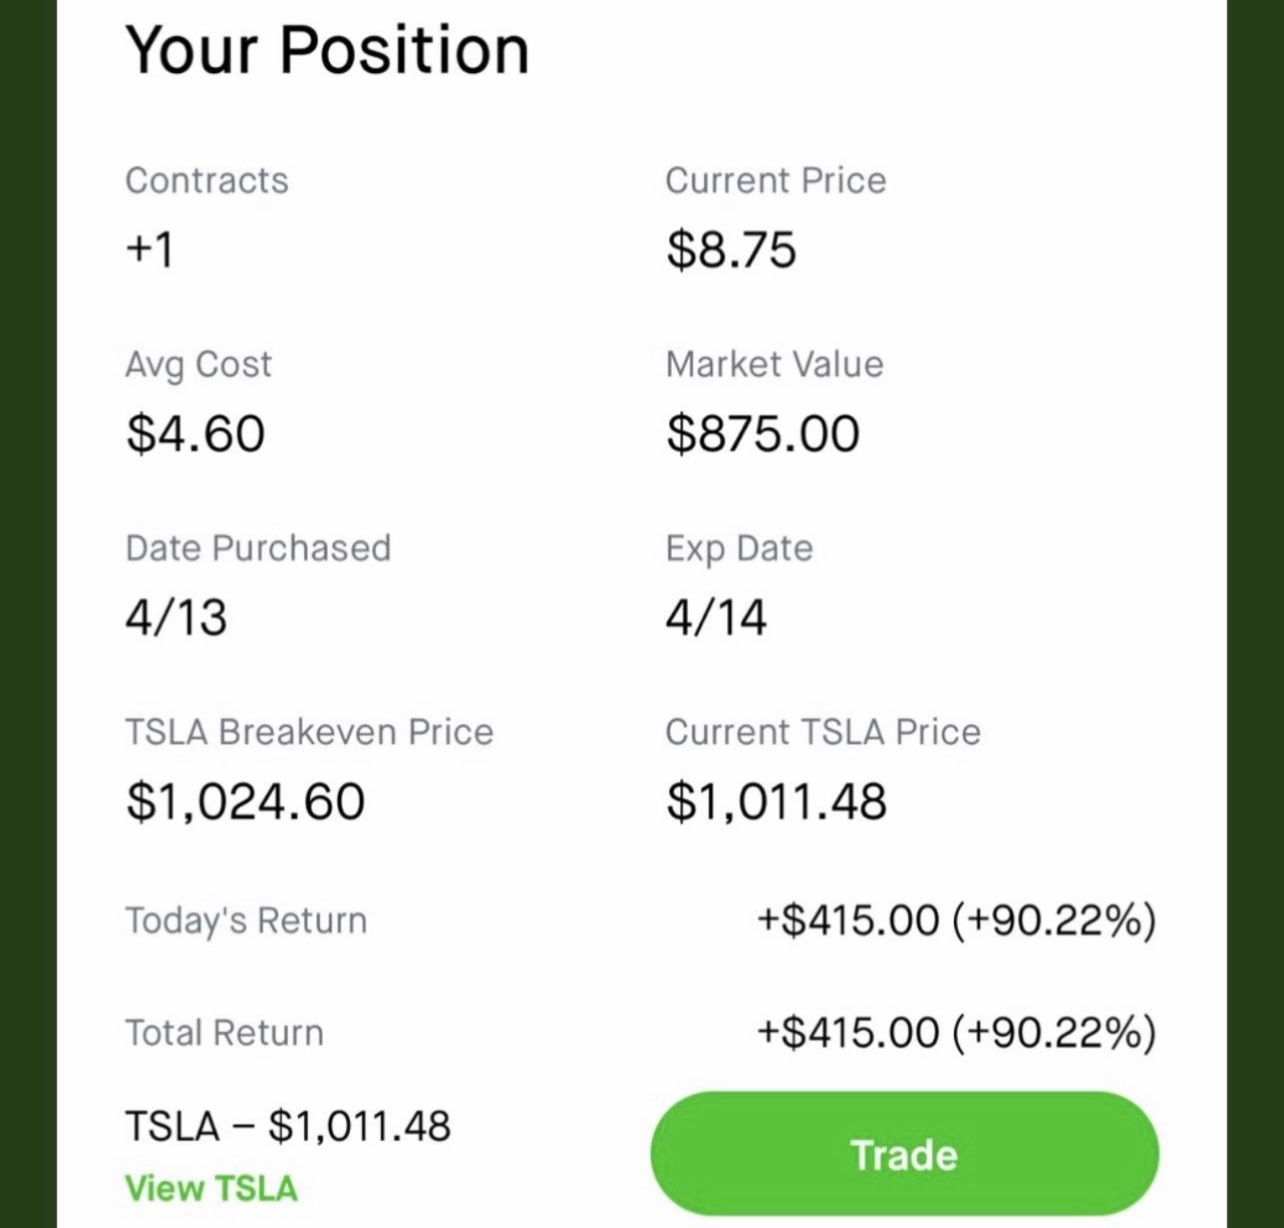 Your Position
Contracts
Current Price
+1
$8.75
Avg Cost
Market Value
$4.60
$875.00
Date Purchased
Exp Date
4/13
4/14
TSLA Breakeven Price
Current TSLA Price
$1,024.60
$1,011.48
Today's Return
+$415.00 (+90.22%)
Total Return
+$415.00 (+90.22%)
TSLA – $1,011.48
View TSLA
Trade